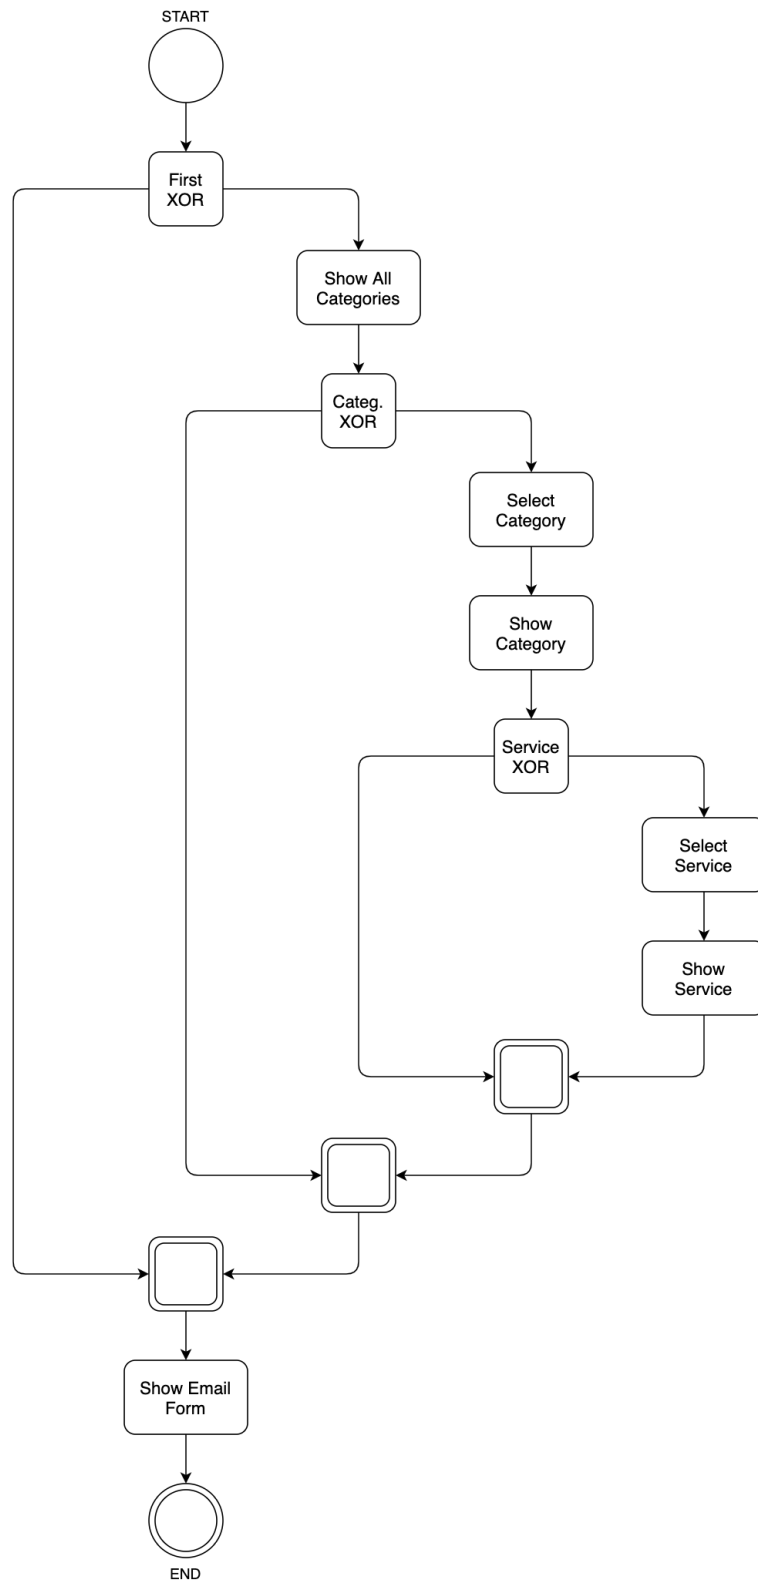 START
First
XOR
Show All
Categories
Categ.
XOR
Select
Category
Show
Category
Service
XOR
Select
Service
Show
Service
Show Email
Form
END